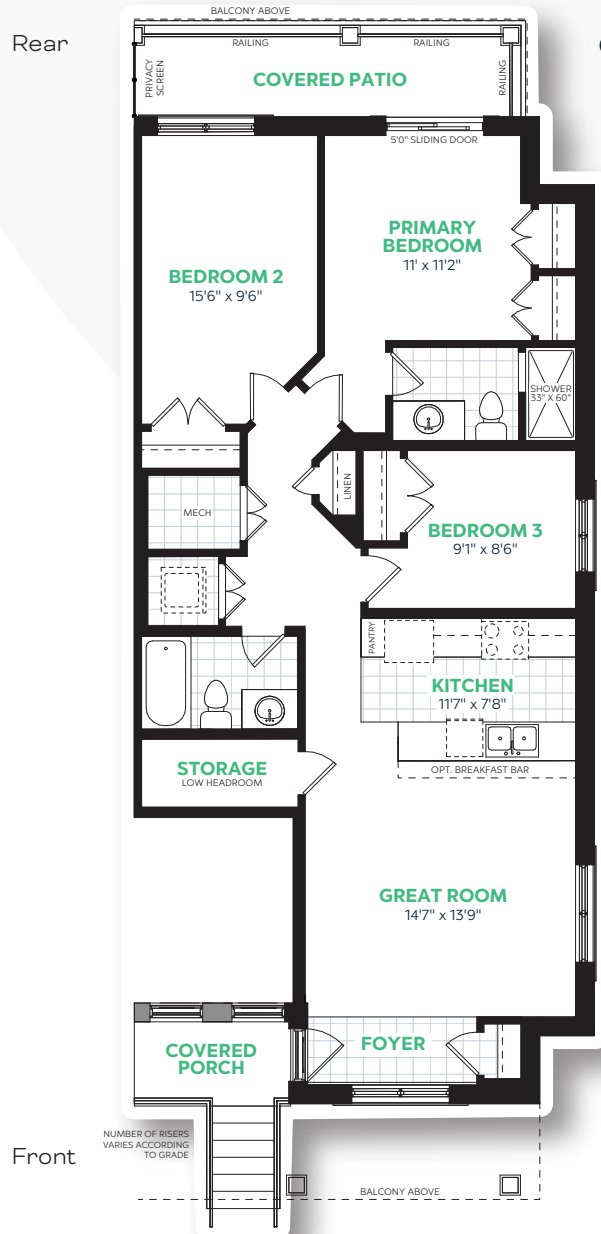 BALCONY ABOVE
Rear
RAILING
RAILING
PRIVACY
SCREEN
COVERED PATIO
RAILING
5'0" SLIDING DOOR
PRIMARY
BEDROOM
11' x 11'2"
BEDROOM 2
15'6" x 9'6"
SHOWER
33" X 60"
LINEN
MECH
BEDROOM 3
9'1" x 8'6"
PANTRY
KITCHEN
11'7" x 7'8"
STORAGE
LOW HEADROOM
OPT. BREAKFAST BAR
GREAT ROOM
14'7" x 13'9"
COVERED
PORCH
FOYER
Front
NUMBER OF RISERS
VARIES ACCORDING
TO GRADE
BALCONY ABOVE